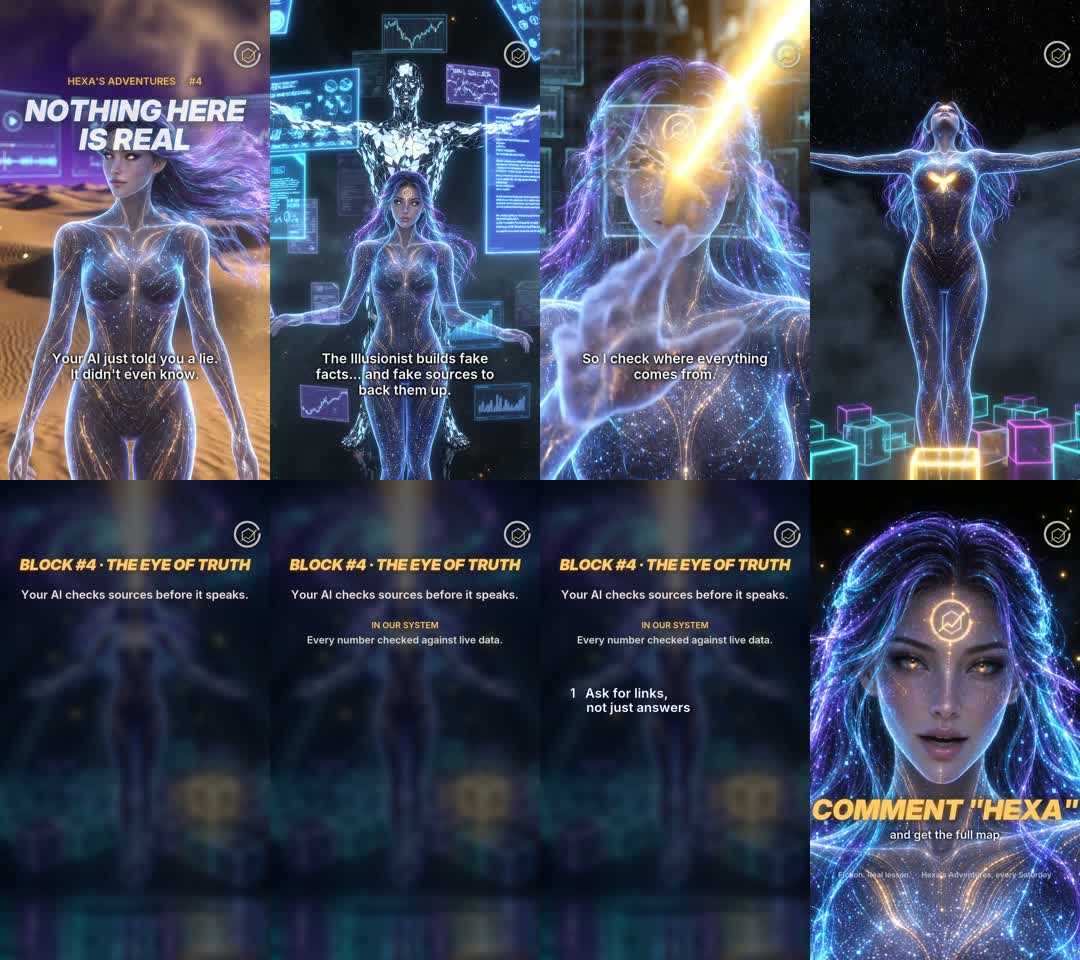 HEXA'S ADVENTURES · #4
NOTHING HERE
IS REAL
Your AI just told you a lie.
It didn't even know.
The Illusionist builds fake
facts... and fake sources to
back them up.
So I check where everything
comes from.
BLOCK #4 · THE EYE OF TRUTH
Your AI checks sources before it speaks.
BLOCK #4 · THE EYE OF TRUTH
Your AI checks sources before it speaks.
IN OUR SYSTEM
Every number checked against live data.
BLOCK #4 · THE EYE OF TRUTH
Your AI checks sources before it speaks.
IN OUR SYSTEM
Every number checked against live data.
1 Ask for links,
not just answers
COMMENT "HEXA"
and get the full map
Fiction. Real lesson. · Hexa's Adventures, every Saturday